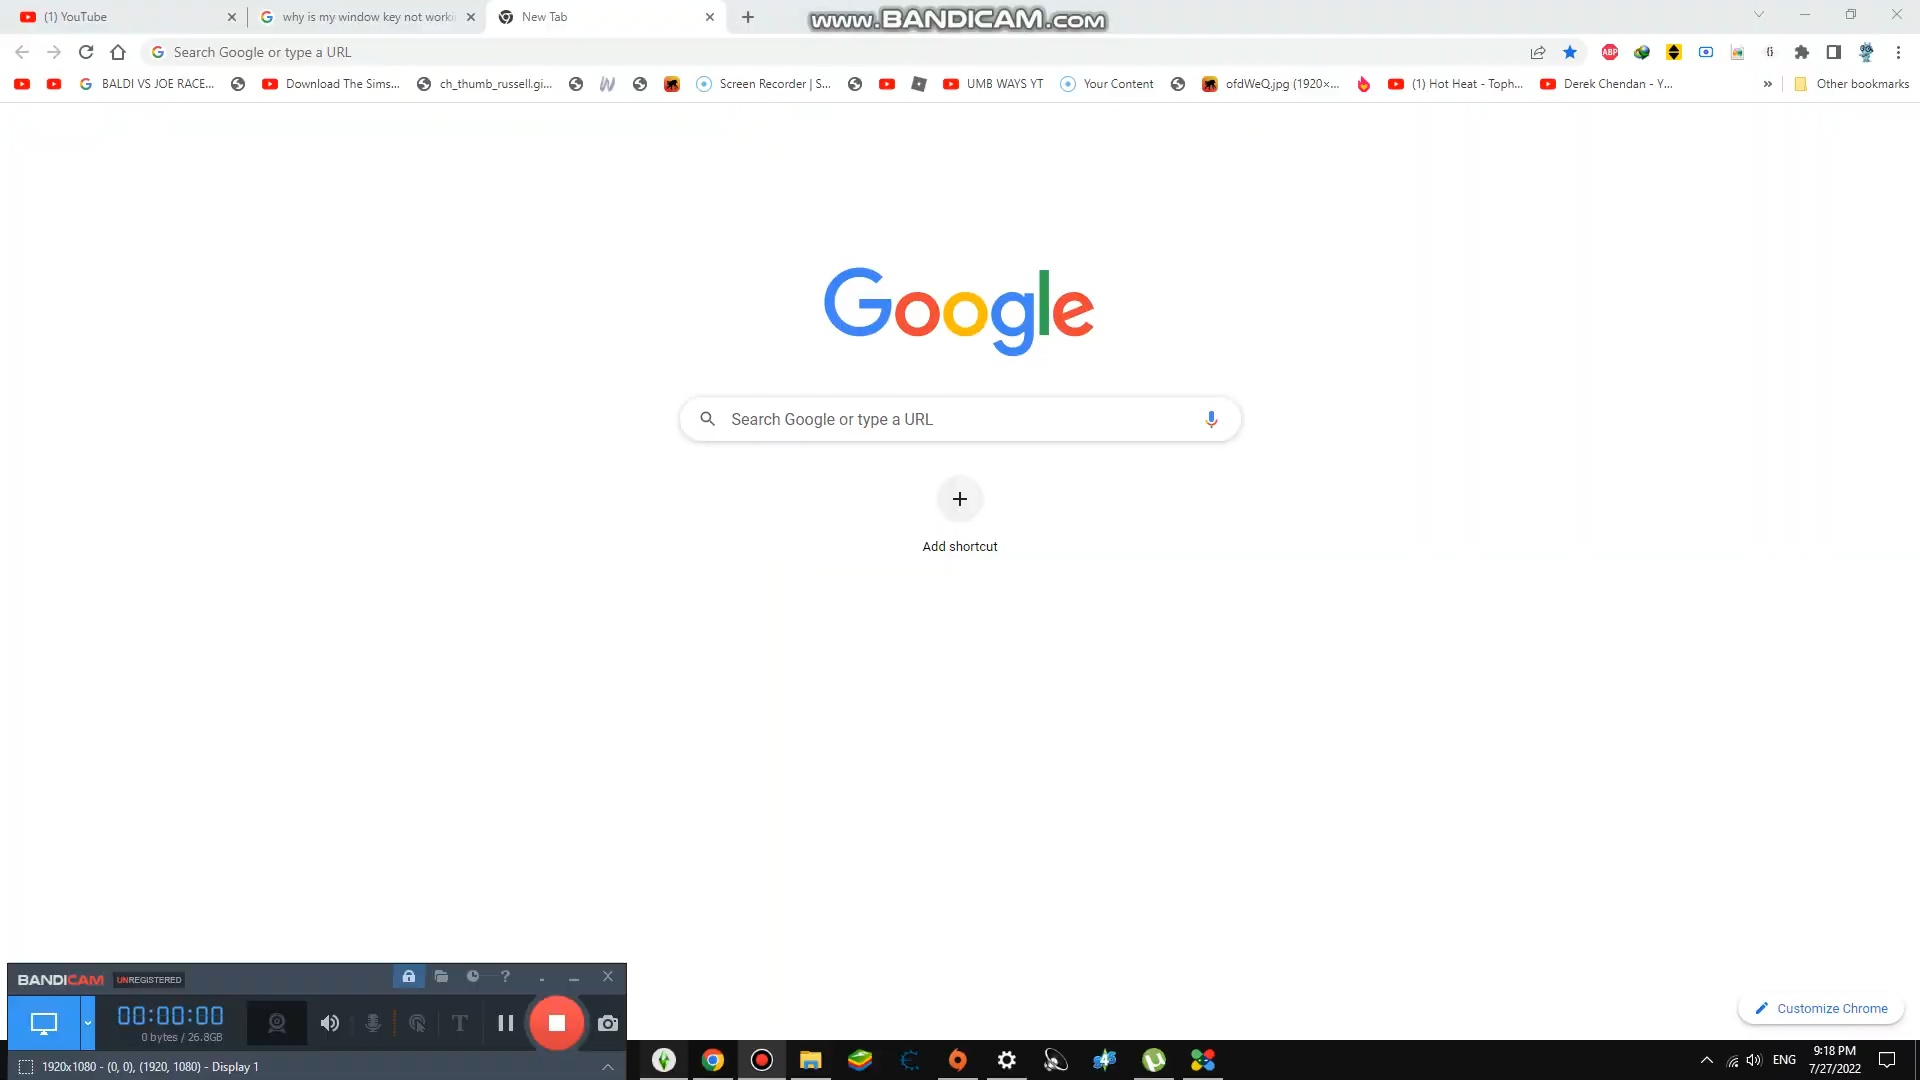 (1) YouTube
why is my window key not worki
New Tab
www.BANDICAM.com
Search Google or type a URL
BALDI VS JOE RACE...
Download The Sims...
ch_thumb_russell.gi...
Screen Recorder | S...
UMB WAYS YT
Your Content
ofdWeQ.jpg (1920×...
(1) Hot Heat - Toph...
Derek Chendan - Y...
»
Other bookmarks
ABP
Google
Search Google or type a URL
Add shortcut
Customize Chrome
BANDICAM UNREGISTERED
00:00:00
0 bytes / 26.8GB
1920x1080 - (0, 0), (1920, 1080) - Display 1
ENG
9:18 PM
7/27/2022